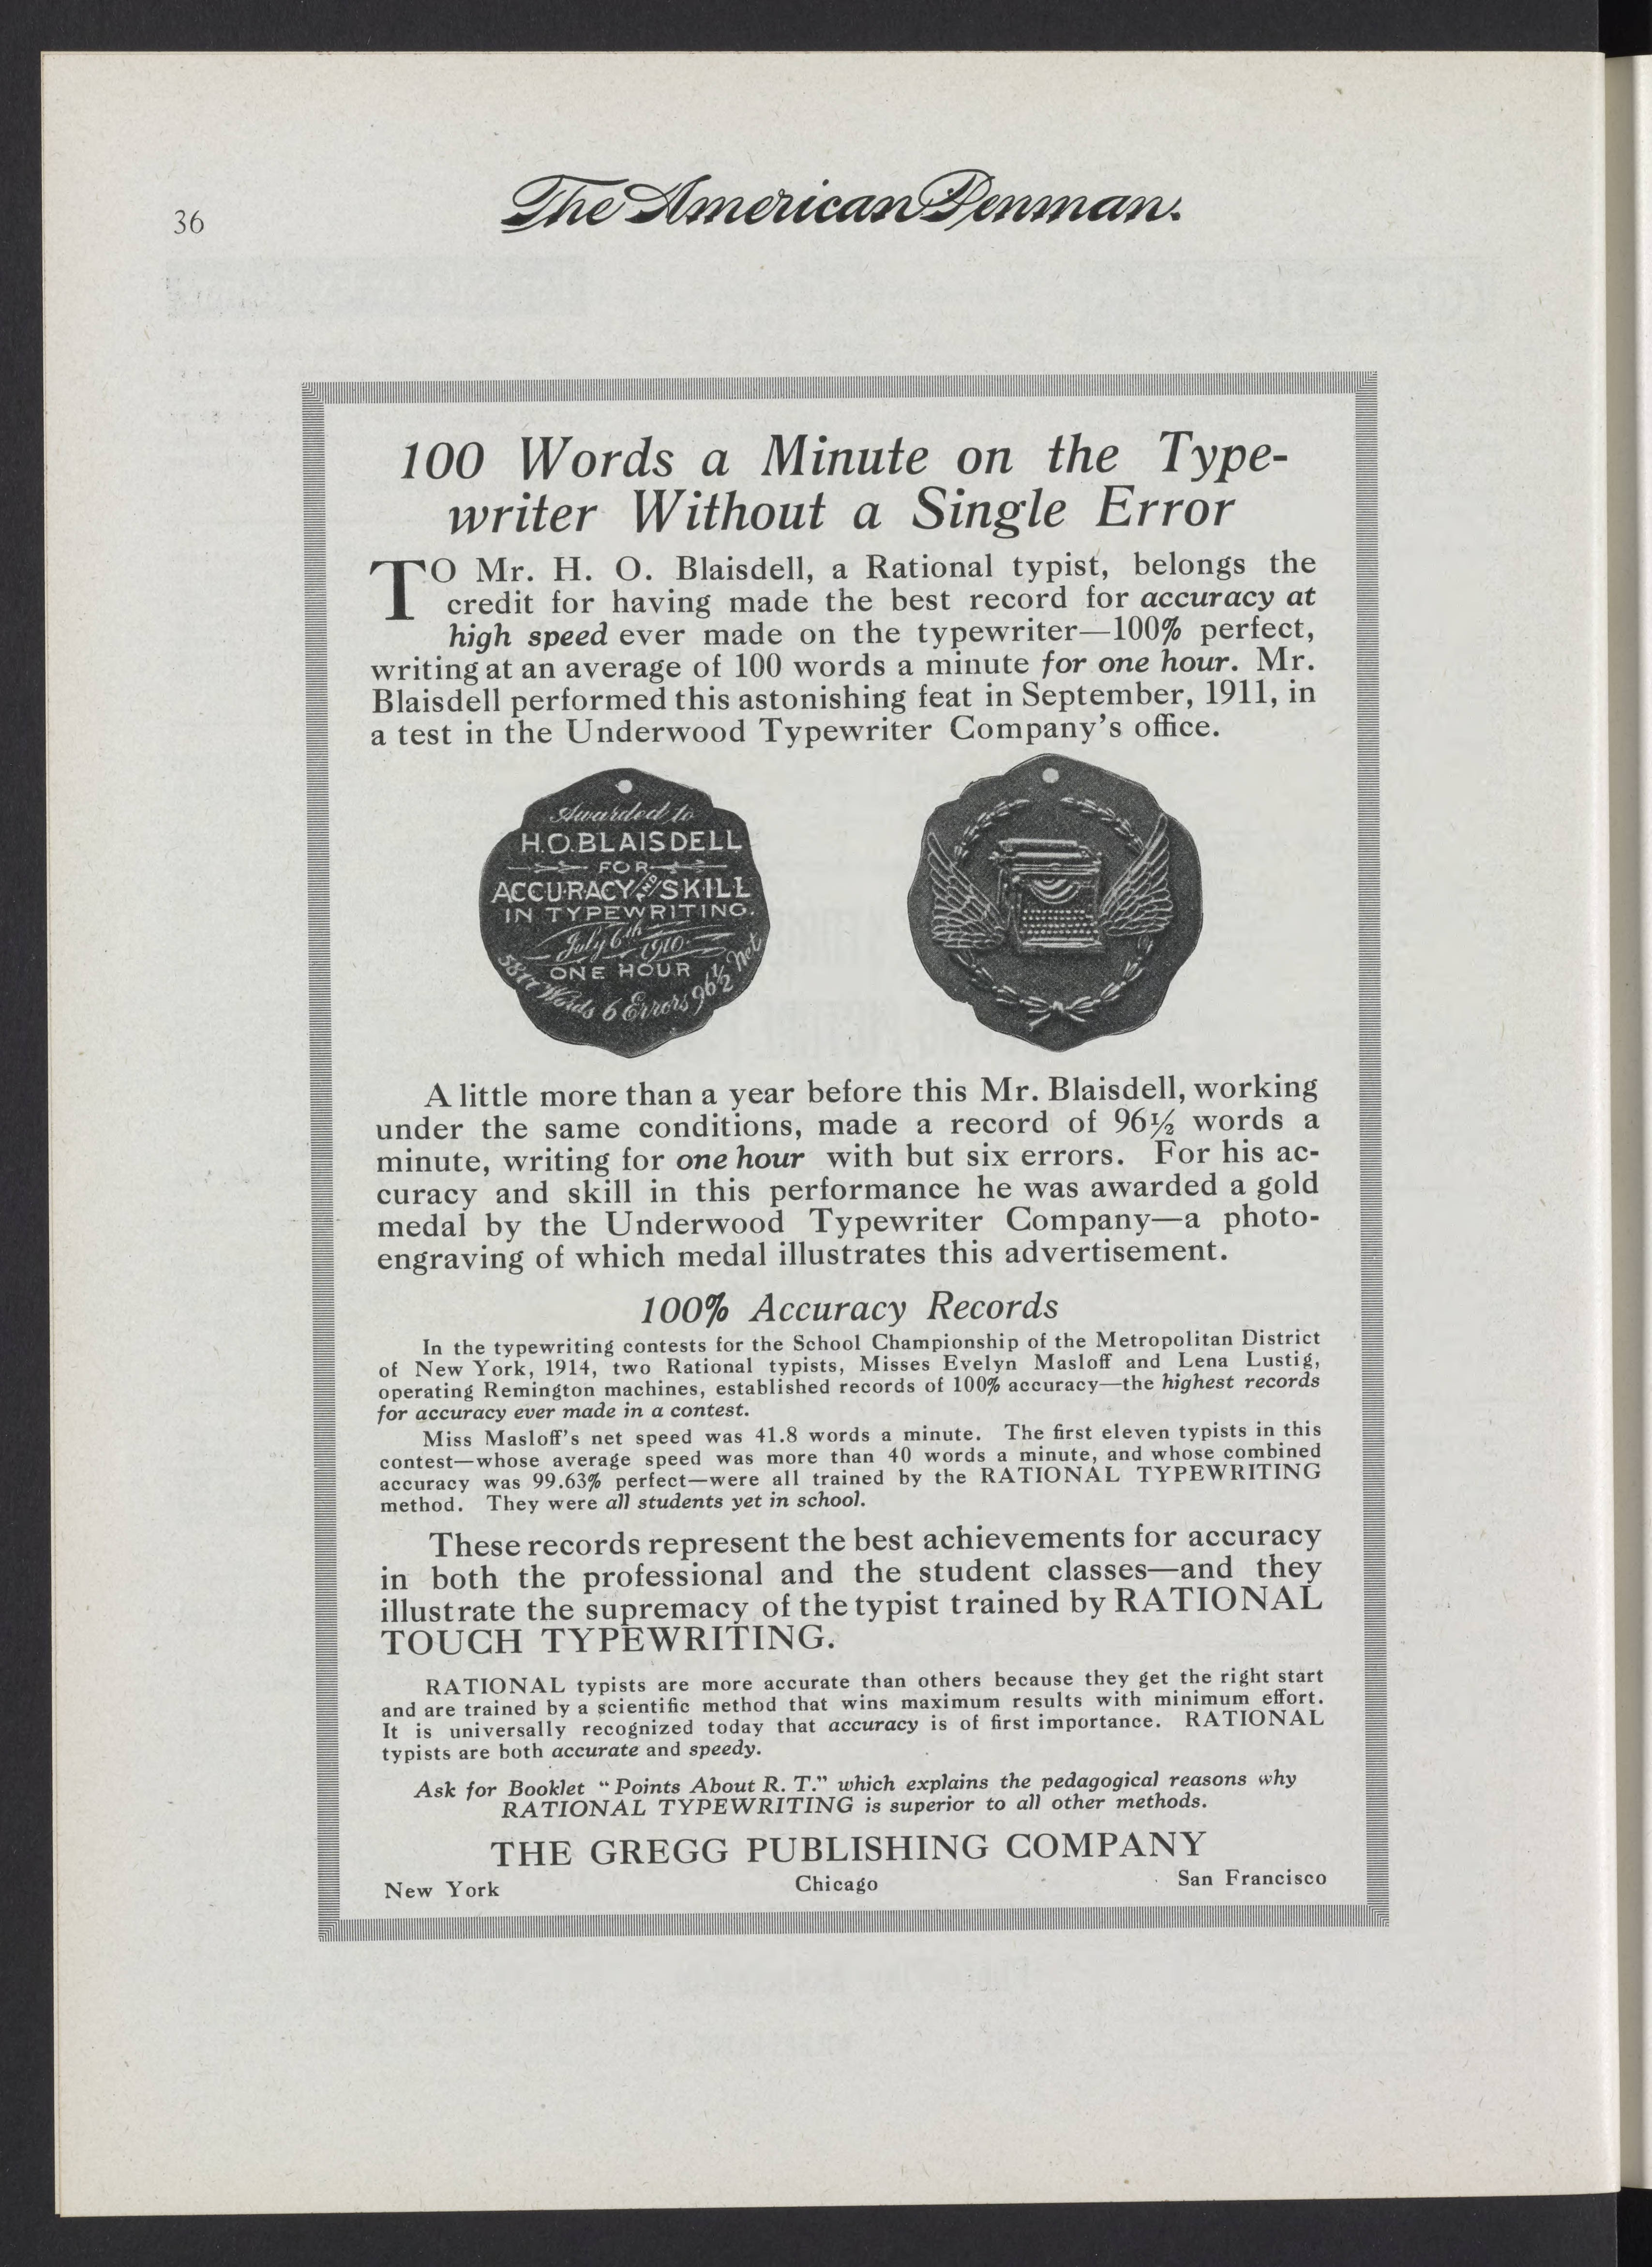 36
The American Penman.
100 Words a Minute on the Type-
writer Without a Single Error
TO Mr. H. O. Blaisdell, a Rational typist, belongs the
credit for having made the best record for accuracy at
high speed ever made on the typewriter—100% perfect,
writing at an average of 100 words a minute for one hour. Mr.
Blaisdell performed this astonishing feat in September, 1911, in
a test in the Underwood Typewriter Company's office.
Awarded to
H.O.BLAISDELL
FOR
ACCURACY AND SKILL
IN TYPEWRITING.
July 6th 1910
ONE HOUR
Words 6 Errors 96½ Net
A little more than a year before this Mr. Blaisdell, working
under the same conditions, made a record of 96½ words a
minute, writing for one hour with but six errors. For his ac-
curacy and skill in this performance he was awarded a gold
medal by the Underwood Typewriter Company—a photo-
engraving of which medal illustrates this advertisement.
100% Accuracy Records
In the typewriting contests for the School Championship of the Metropolitan District
of New York, 1914, two Rational typists, Misses Evelyn Masloff and Lena Lustig,
operating Remington machines, established records of 100% accuracy—the highest records
for accuracy ever made in a contest.
Miss Masloff's net speed was 41.8 words a minute. The first eleven typists in this
contest—whose average speed was more than 40 words a minute, and whose combined
accuracy was 99.63% perfect—were all trained by the RATIONAL TYPEWRITING
method. They were all students yet in school.
These records represent the best achievements for accuracy
in both the professional and the student classes—and they
illustrate the supremacy of the typist trained by RATIONAL
TOUCH TYPEWRITING.
RATIONAL typists are more accurate than others because they get the right start
and are trained by a scientific method that wins maximum results with minimum effort.
It is universally recognized today that accuracy is of first importance. RATIONAL
typists are both accurate and speedy.
Ask for Booklet "Points About R. T." which explains the pedagogical reasons why
RATIONAL TYPEWRITING is superior to all other methods.
THE GREGG PUBLISHING COMPANY
New York Chicago San Francisco